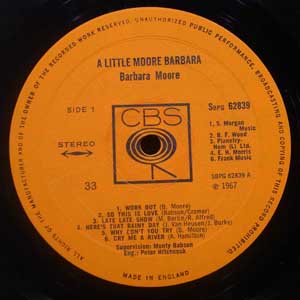 ALL RIGHTS OF THE MANUFACTURER AND OF THE OWNER OF THE RECORDED WORK RESERVED. UNAUTHORIZED PUBLIC PERFORMANCE, BROADCASTING AND COPYING OF THIS RECORD PROHIBITED.
A LITTLE MOORE BARBARA
Barbara Moore
SIDE 1
CBS
SBPG 62839
STEREO
33
1, S. Morgan
Music
2, B. F. Wood
3, Planetry-
Nom (L) Ltd.
4, E. H. Morris
5, Frank Music
SBPG 62839 A
℗ 1967
1. WORK OUT (B. Moore)
2. SO THIS IS LOVE (Babson/Cromar)
3. LATE LATE SHOW (M. Berlin/R. Alfred)
4. HERE'S THAT RAINY DAY (J. Van Heusen/J. Burke)
5. WHY DON'T YOU TRY (D. Moore)
6. CRY ME A RIVER (A. Hamilton)
Supervision: Monty Babson
Eng.: Peter Hitchcock
MADE IN ENGLAND